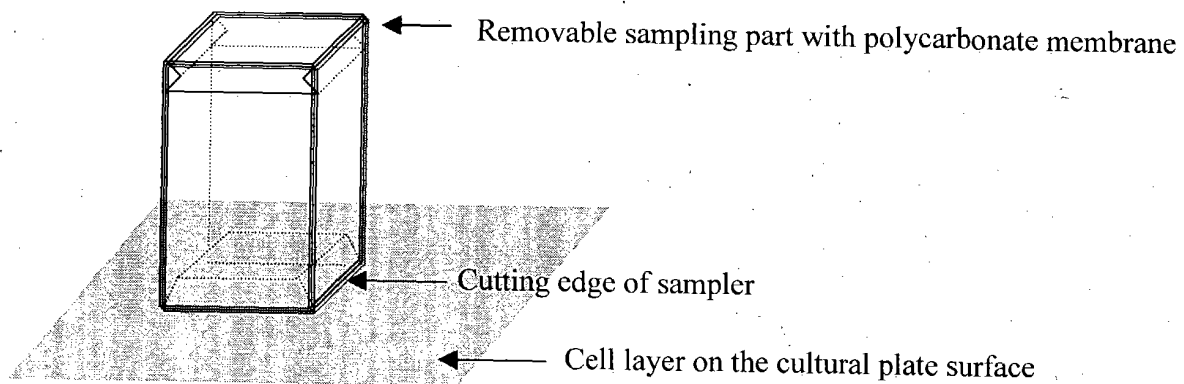 Removable sampling part with polycarbonate membrane
Cutting edge of sampler
Cell layer on the cultural plate surface